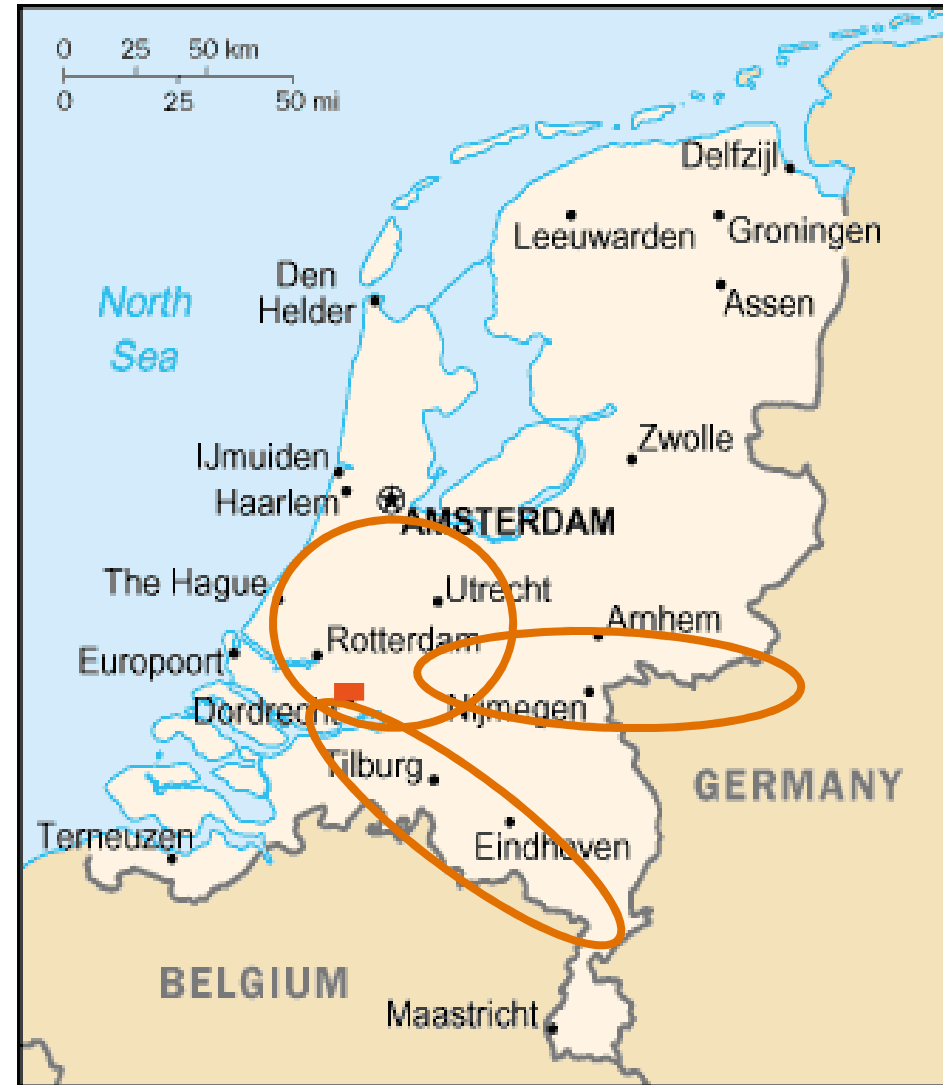 0 25 50 km
0 25 50 mi
Delfzijl
Leeuwarden
Groningen
Den
Helder
Assen
North
Sea
Zwolle
IJmuiden
Haarlem
AMSTERDAM
The Hague
Utrecht
Arnhem
Rotterdam
Europoort
Dordrecht
Nijmegen
Tilburg
GERMANY
Terneuzen
Eindhoven
BELGIUM
Maastricht